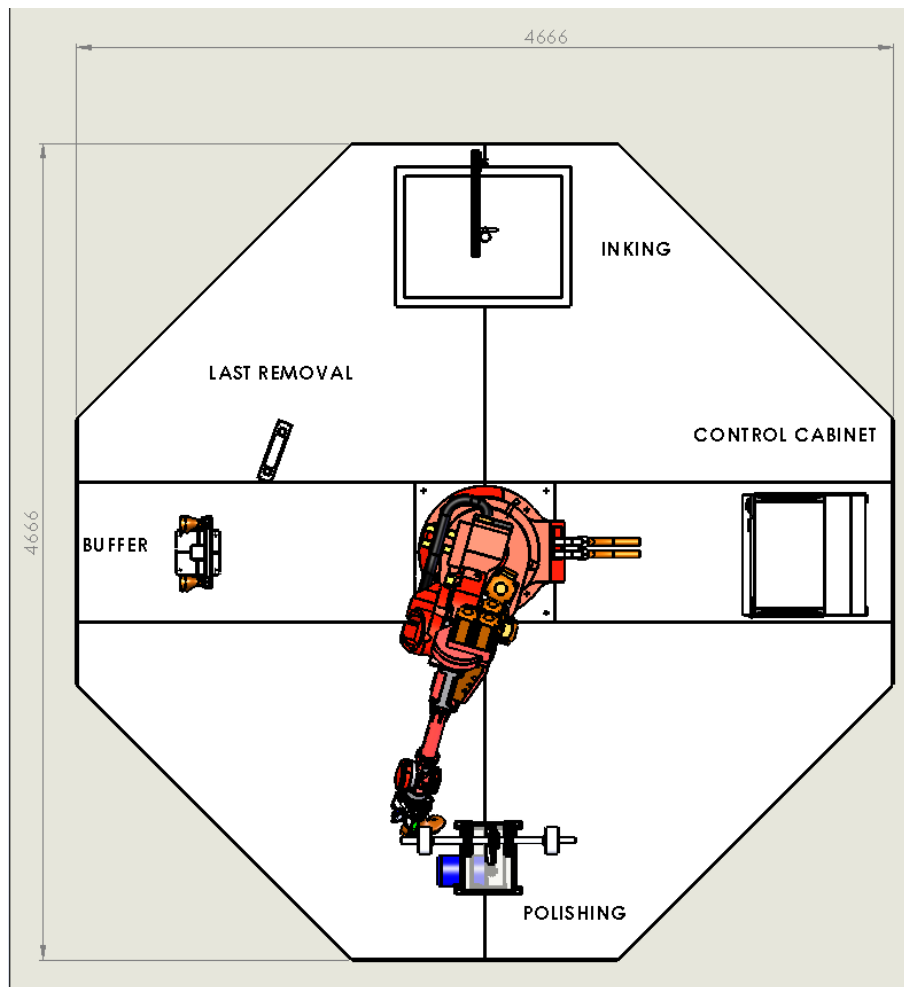 4666
INKING
LAST REMOVAL
CONTROL CABINET
4666
BUFFER
POLISHING